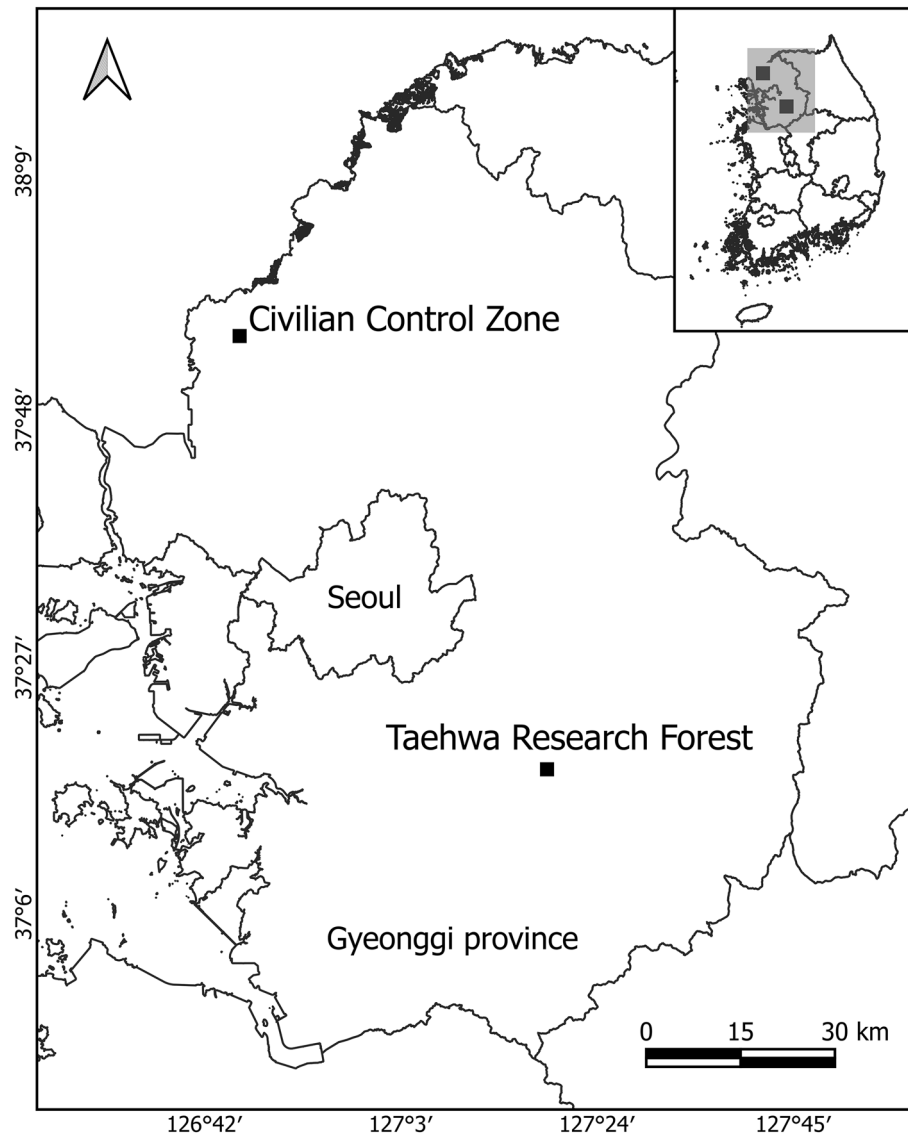 38°9′
Civilian Control Zone
37°48′
Seoul
37°27′
Taehwa Research Forest
37°6′
Gyeonggi province
0 15 30 km
126°42′ 127°3′ 127°24′ 127°45′